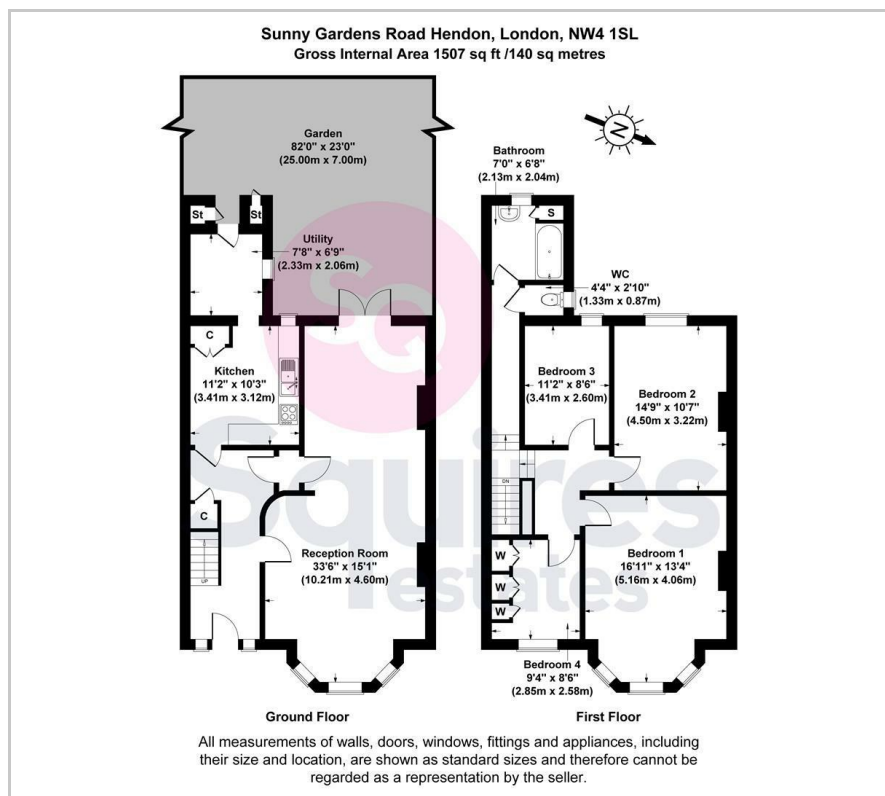 Sunny Gardens Road Hendon, London, NW4 1SL
Gross Internal Area 1507 sq ft /140 sq metres
Garden
82'0" x 23'0"
(25.00m x 7.00m)
N
St
St
Utility
7'8" x 6'9"
(2.33m x 2.06m)
C
Kitchen
11'2" x 10'3"
(3.41m x 3.12m)
C
UP
Reception Room
33'6" x 15'1"
(10.21m x 4.60m)
Ground Floor
Bathroom
7'0" x 6'8"
(2.13m x 2.04m)
S
WC
4'4" x 2'10"
(1.33m x 0.87m)
Bedroom 3
11'2" x 8'6"
(3.41m x 2.60m)
Bedroom 2
14'9" x 10'7"
(4.50m x 3.22m)
DN
W
W
W
Bedroom 1
16'11" x 13'4"
(5.16m x 4.06m)
Bedroom 4
9'4" x 8'6"
(2.85m x 2.58m)
First Floor
SQ
Squires
estates
All measurements of walls, doors, windows, fittings and appliances, including
their size and location, are shown as standard sizes and therefore cannot be
regarded as a representation by the seller.